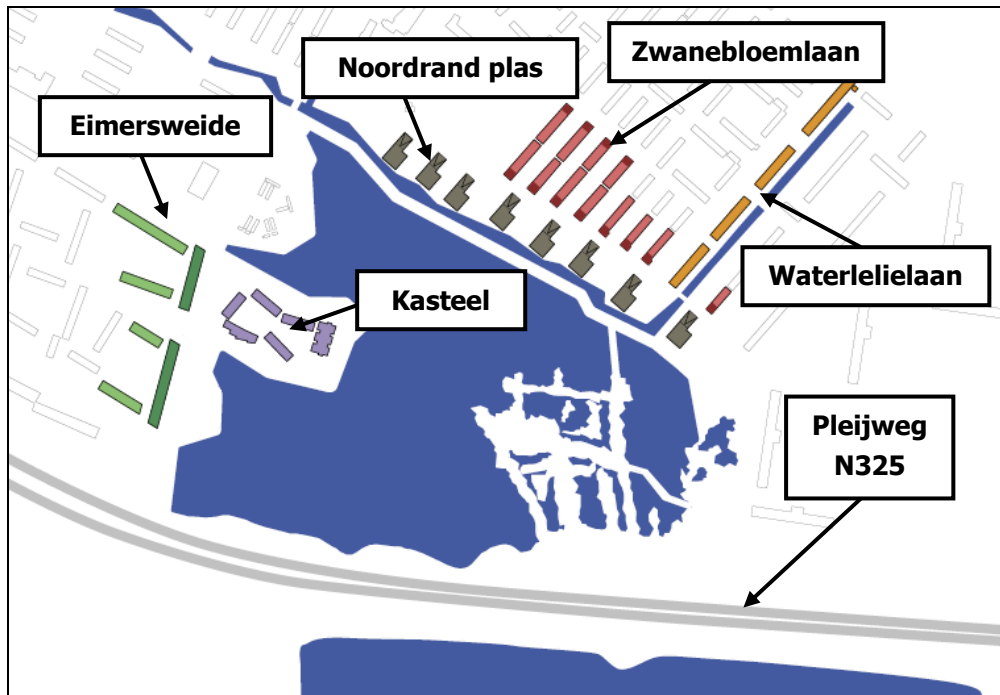 Noordrand plas
Zwanebloemlaan
Eimersweide
Waterlelielaan
Kasteel
Pleijweg
N325